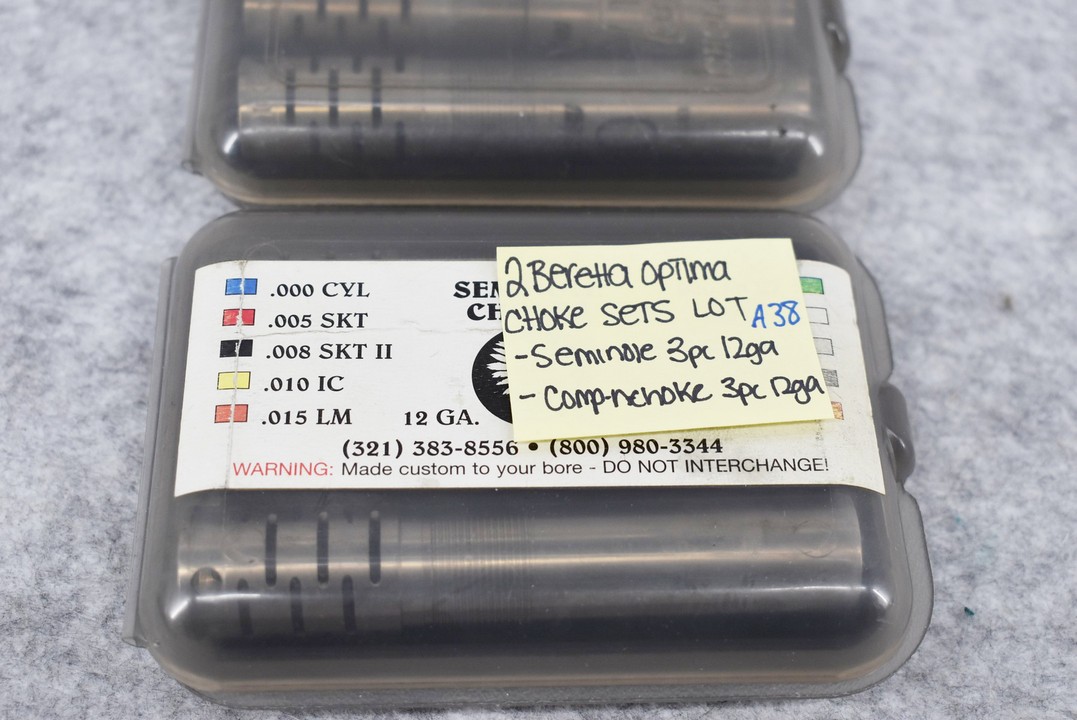 .000 CYL
.005 SKT
.008 SKT II
.010 IC
.015 LM
12 GA.
2 Beretta OPTIMA
CHOKE SETS LOT A38
- Seminole 3pc 12ga
- Comp-n-choke 3pc 12ga
(321) 383-8556 • (800) 980-3344
WARNING: Made custom to your bore - DO NOT INTERCHANGE!